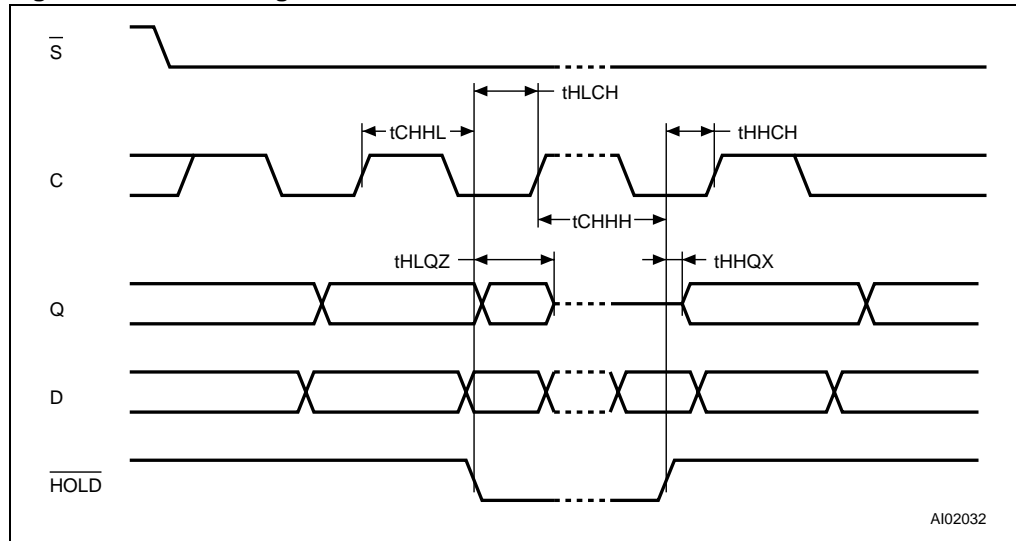 S
tHLCH
tCHHL
tHHCH
C
tCHHH
tHLQZ
tHHQX
Q
D
HOLD
AI02032